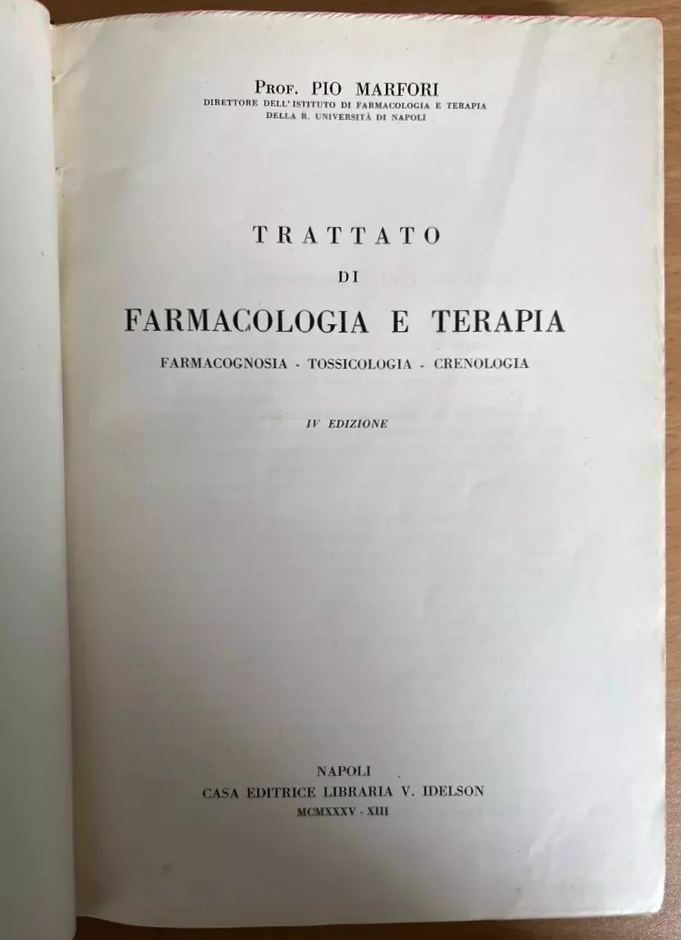 Prof. PIO MARFORI
DIRETTORE DELL'ISTITUTO DI FARMACOLOGIA E TERAPIA
DELLA R. UNIVERSITÀ DI NAPOLI
TRATTATO
DI
FARMACOLOGIA E TERAPIA
FARMACOGNOSIA - TOSSICOLOGIA - CRENOLOGIA
IV EDIZIONE
NAPOLI
CASA EDITRICE LIBRARIA V. IDELSON
MCMXXXV - XIII